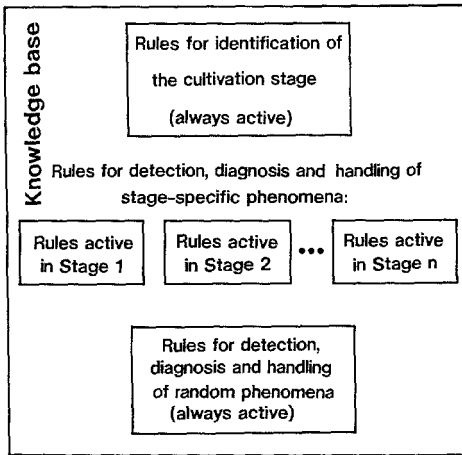 Knowledge base
Rules for identification of
the cultivation stage
(always active)
Rules for detection, diagnosis and handling of
stage-specific phenomena:
Rules active
in Stage 1
Rules active
in Stage 2
•••
Rules active
in Stage n
Rules for detection,
diagnosis and handling
of random phenomena
(always active)